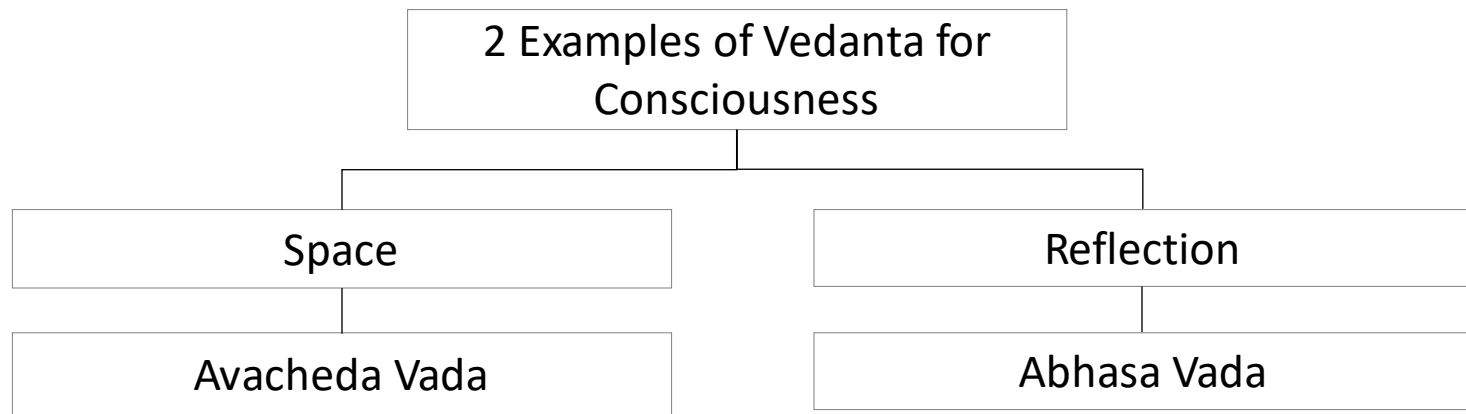 2 Examples of Vedanta for
Consciousness
Space
Reflection
Avacheda Vada
Abhasa Vada